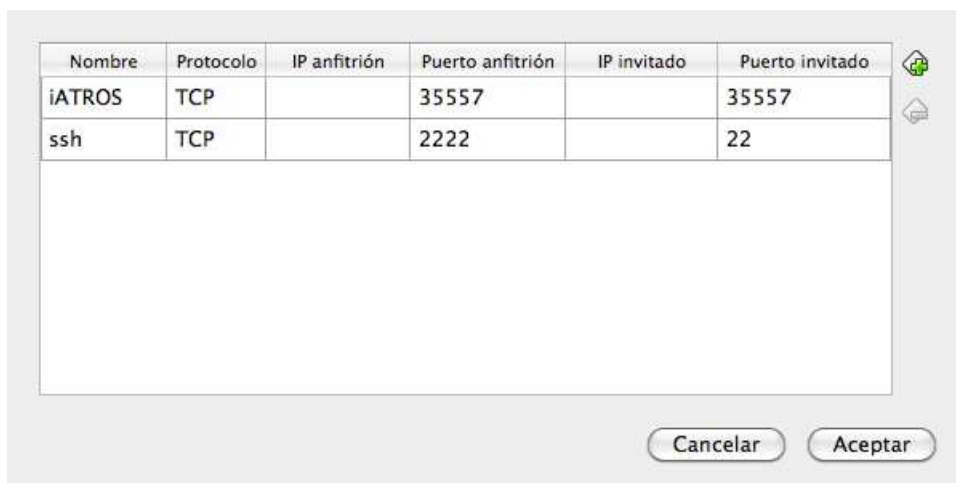 Nombre Protocolo IP anfitrión Puerto anfitrión IP invitado Puerto invitado
iATROS TCP 35557 35557
ssh TCP 2222 22
Cancelar Aceptar